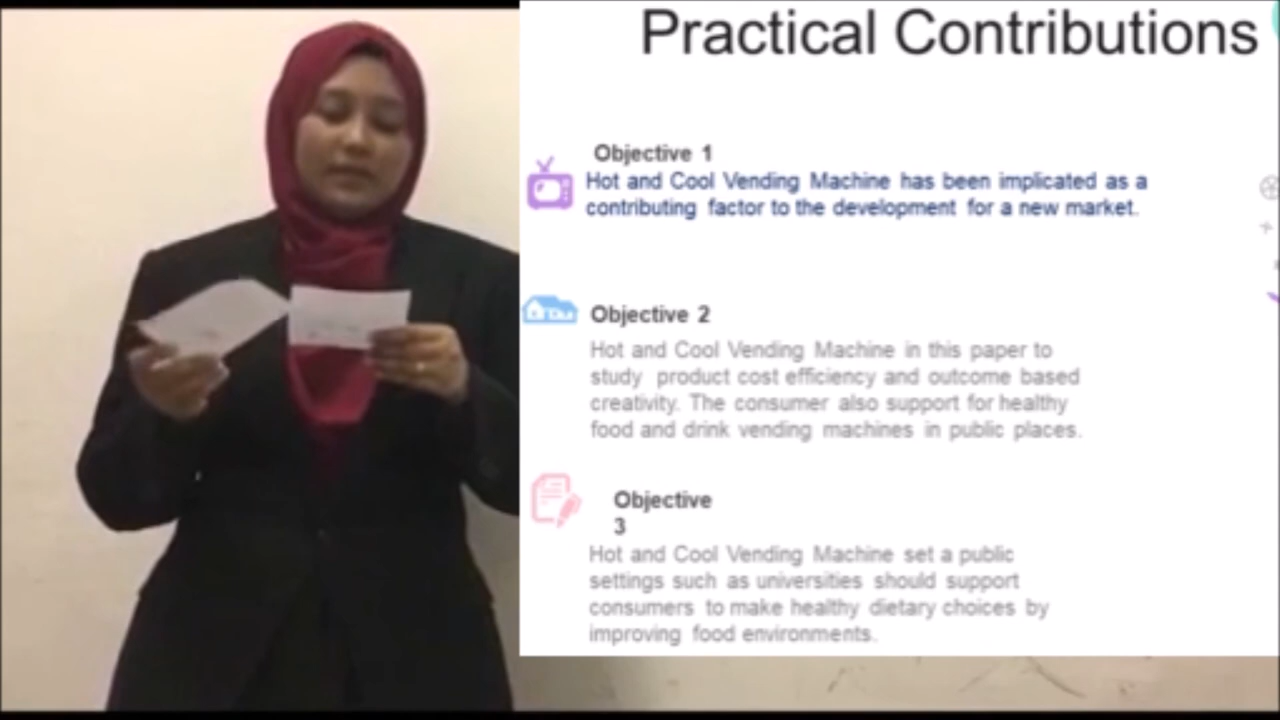 Practical Contributions
Objective 1
Hot and Cool Vending Machine has been implicated as a
contributing factor to the development for a new market.
Objective 2
Hot and Cool Vending Machine in this paper to
study product cost efficiency and outcome based
creativity. The consumer also support for healthy
food and drink vending machines in public places.
Objective
3
Hot and Cool Vending Machine set a public
settings such as universities should support
consumers to make healthy dietary choices by
improving food environments.